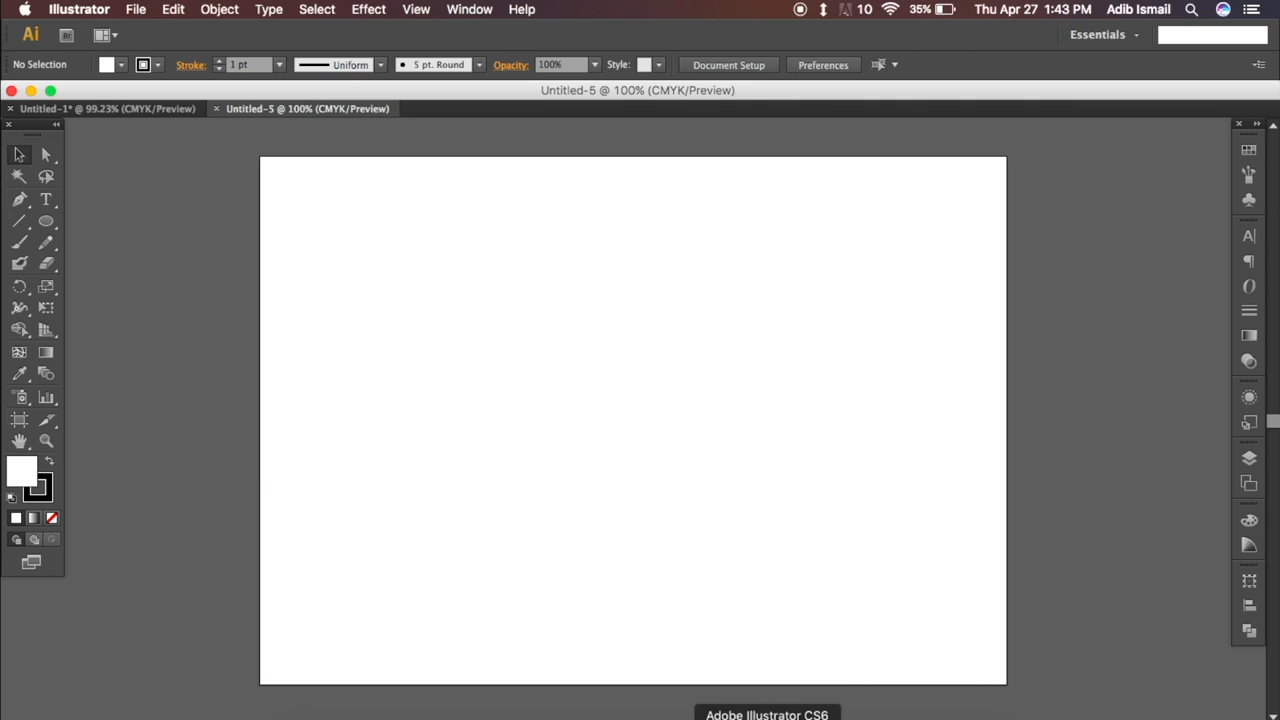 Illustrator File Edit Object Type Select Effect View Window Help 10 35% Thu Apr 27 1:43 PM Adib Ismail
Ai Br Essentials
No Selection Stroke: 1 pt Uniform 5 pt. Round Opacity: 100% Style: Document Setup Preferences
Untitled-5 @ 100% (CMYK/Preview)
Untitled-1* @ 99.23% (CMYK/Preview) Untitled-5 @ 100% (CMYK/Preview)
Adobe Illustrator CS6